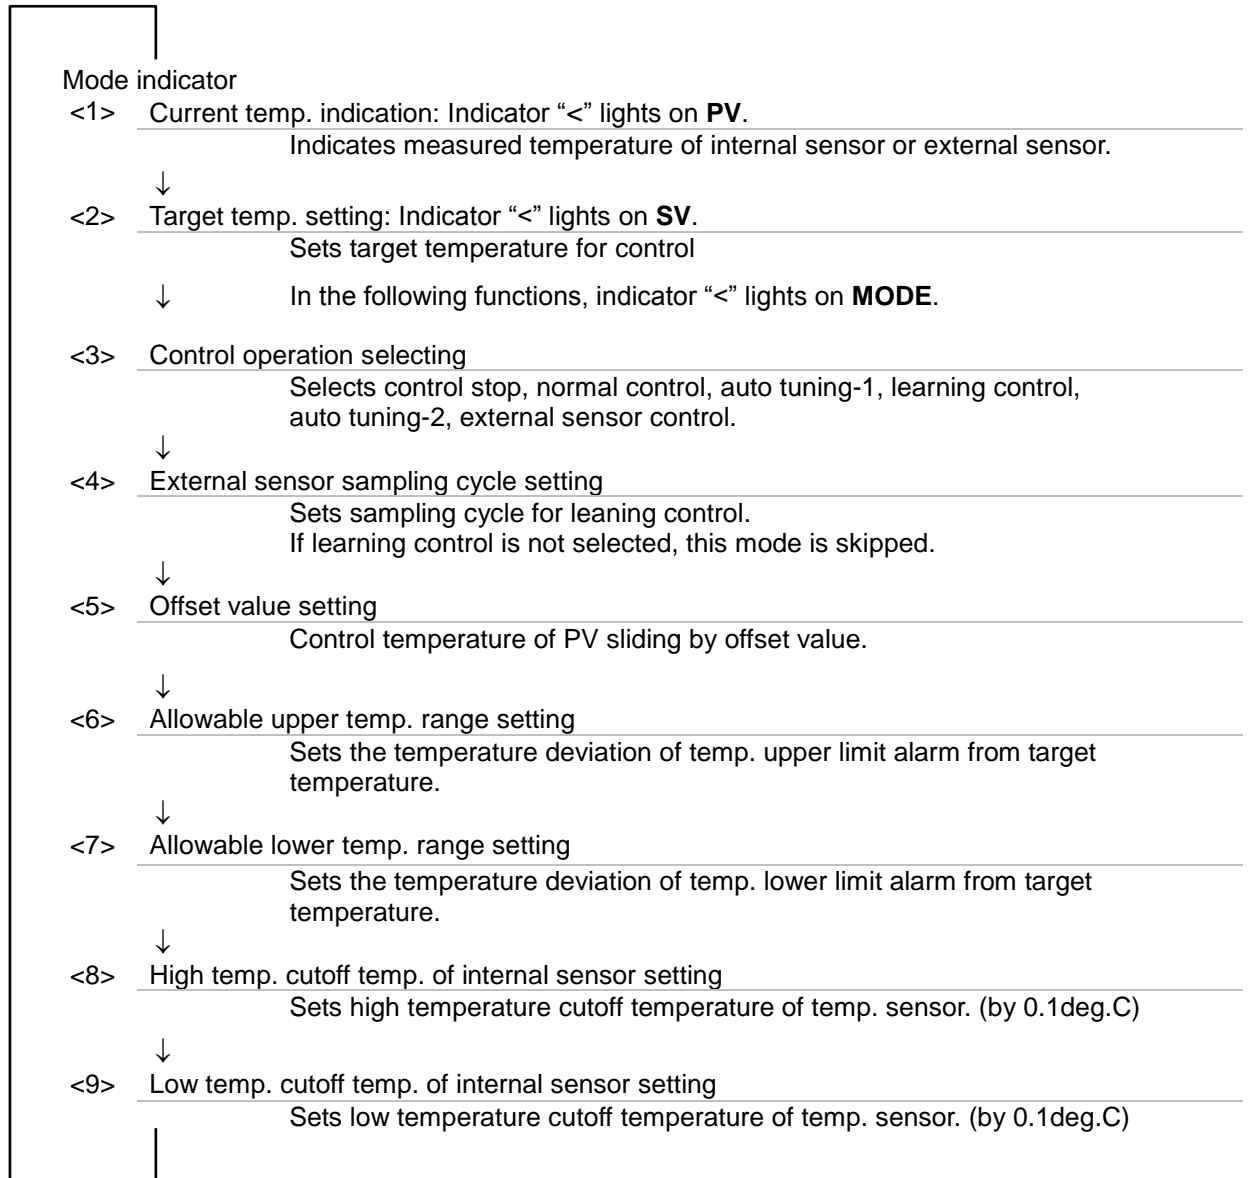 Mode indicator
<1> Current temp. indication: Indicator “<” lights on PV.
Indicates measured temperature of internal sensor or external sensor.
↓
<2> Target temp. setting: Indicator “<” lights on SV.
Sets target temperature for control
↓ In the following functions, indicator “<” lights on MODE.
<3> Control operation selecting
Selects control stop, normal control, auto tuning-1, learning control,
auto tuning-2, external sensor control.
↓
<4> External sensor sampling cycle setting
Sets sampling cycle for leaning control.
If learning control is not selected, this mode is skipped.
↓
<5> Offset value setting
Control temperature of PV sliding by offset value.
↓
<6> Allowable upper temp. range setting
Sets the temperature deviation of temp. upper limit alarm from target
temperature.
↓
<7> Allowable lower temp. range setting
Sets the temperature deviation of temp. lower limit alarm from target
temperature.
↓
<8> High temp. cutoff temp. of internal sensor setting
Sets high temperature cutoff temperature of temp. sensor. (by 0.1deg.C)
↓
<9> Low temp. cutoff temp. of internal sensor setting
Sets low temperature cutoff temperature of temp. sensor. (by 0.1deg.C)